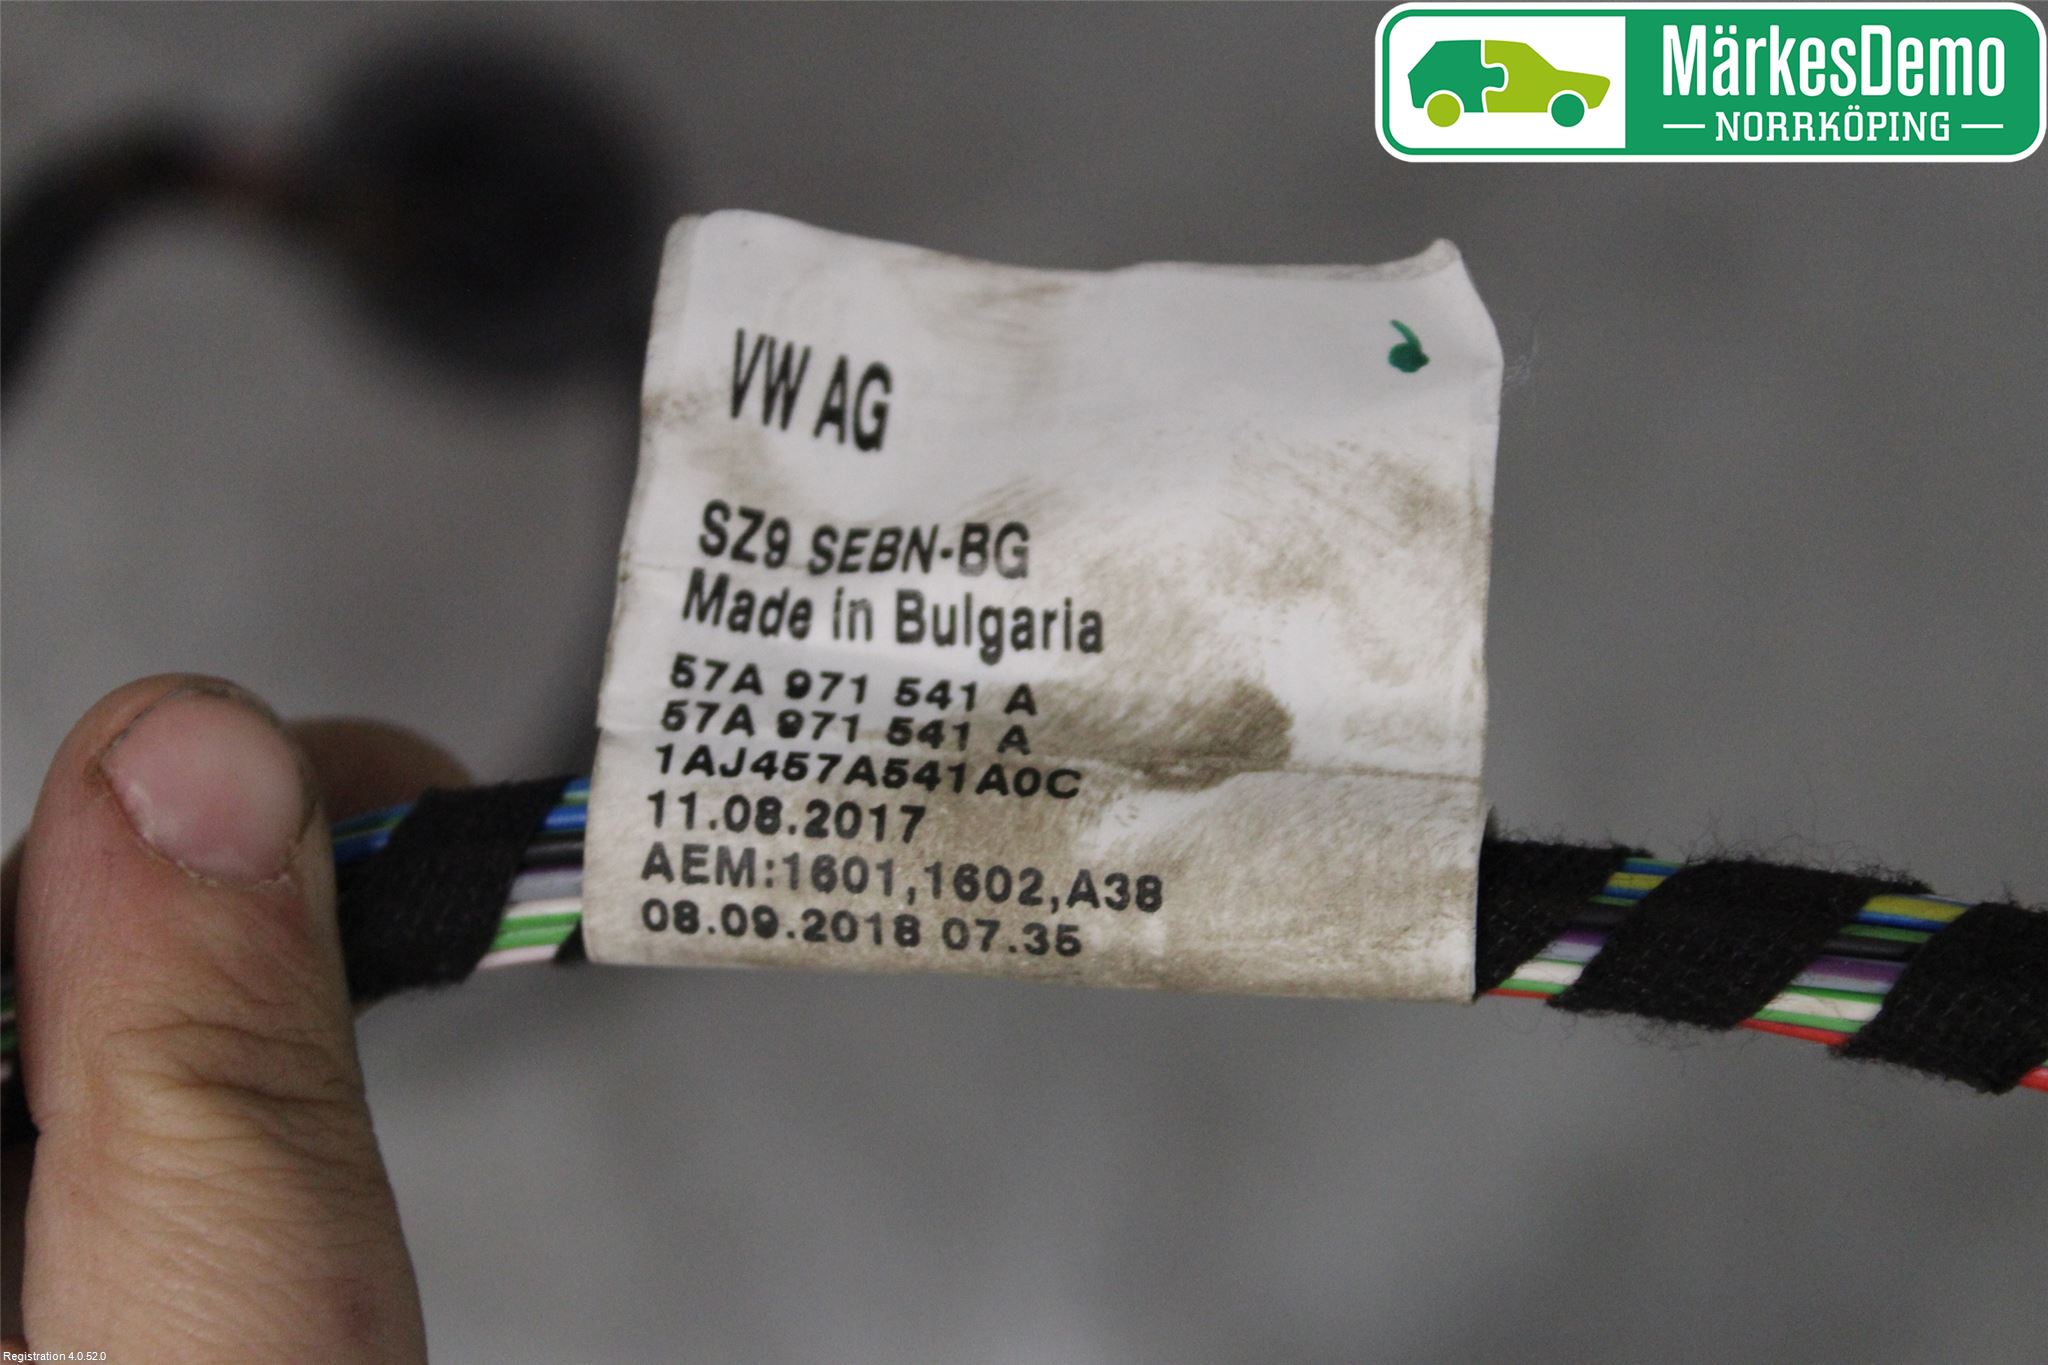 MärkesDemo
NORRKÖPING
VW AG
SZ9 SEBN-BG
Made in Bulgaria
57A 971 541 A
57A 971 541 A
1AJ457A541A0C
11.08.2017
AEM:1601,1602,A38
08.09.2018 07.35
Registration 4.0.52.0